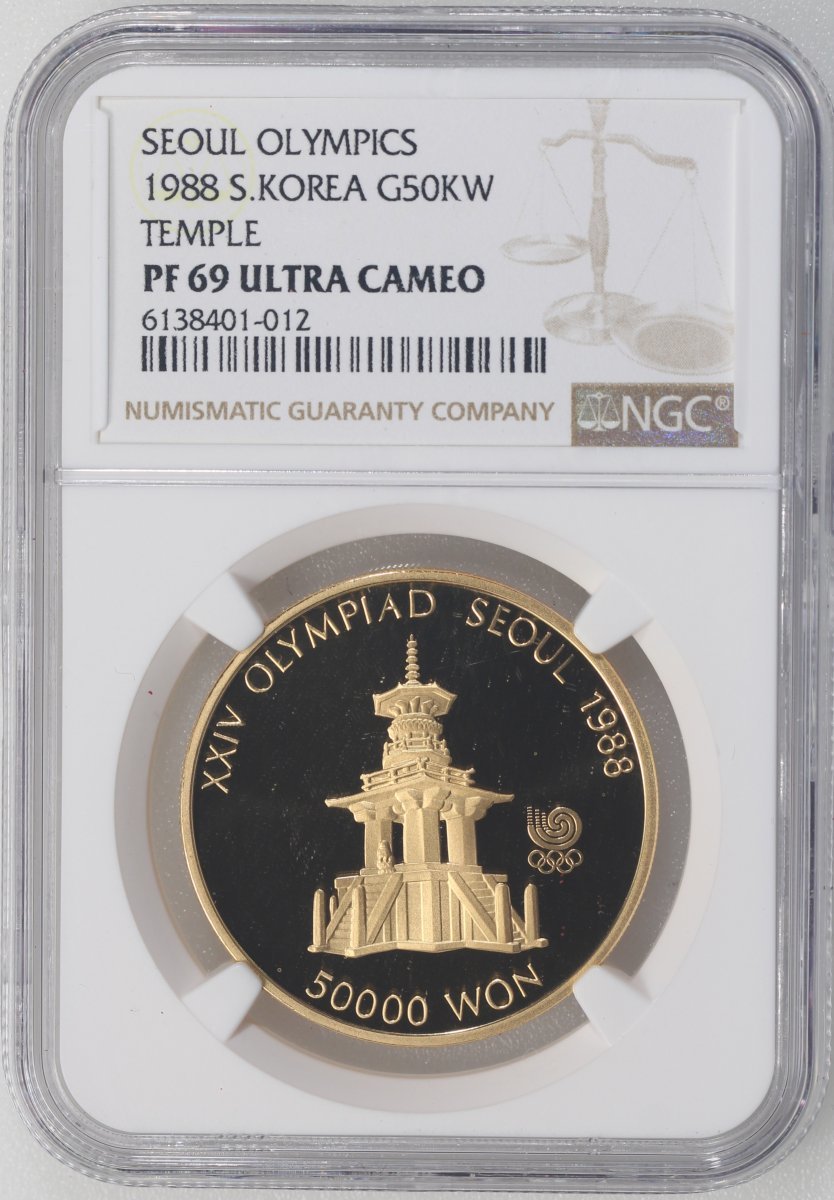 SEOUL OLYMPICS
1988 S.KOREA G50KW
TEMPLE
PF 69 ULTRA CAMEO
6138401-012
NUMISMATIC GUARANTY COMPANY
NGC®
XXIV OLYMPIAD SEOUL 1988
50000 WON